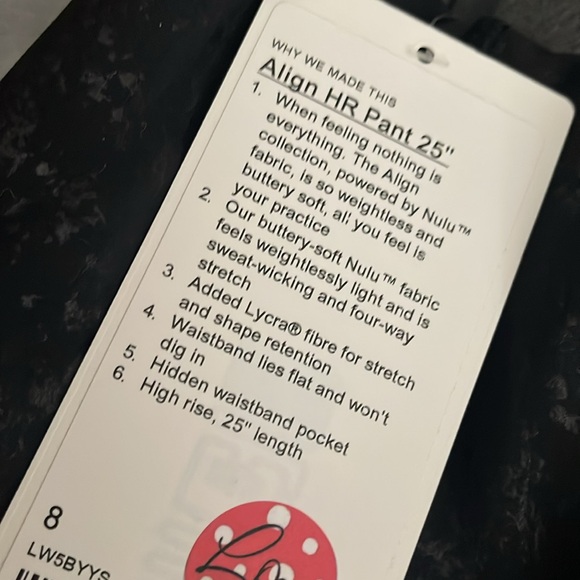 WHY WE MADE THIS
Align HR Pant 25"
1. When feeling nothing is
everything. The Align
collection, powered by Nulu™
fabric, is so weightless and
buttery soft, all you feel is
your practice
2. Our buttery-soft Nulu™ fabric
feels weightlessly light and is
sweat-wicking and four-way
stretch
3. Added Lycra® fibre for stretch
and shape retention
4. Waistband lies flat and won't
dig in
5. Hidden waistband pocket
6. High rise, 25" length
8
LW5BYYS